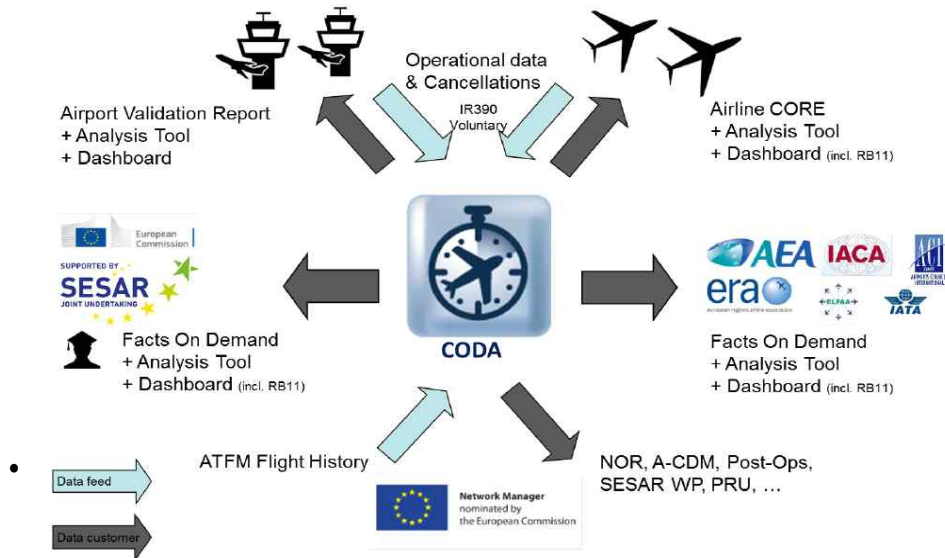 Operational data
& Cancellations
IR390
Voluntary
Airport Validation Report
+ Analysis Tool
+ Dashboard
Airline CORE
+ Analysis Tool
+ Dashboard (incl. RB11)
European
Commission
SUPPORTED BY
SESAR
JOINT UNDERTAKING
AEA
IACA
ACI
era
european regions airline association
ELFAA
IATA
CODA
Facts On Demand
+ Analysis Tool
+ Dashboard (incl. RB11)
Facts On Demand
+ Analysis Tool
+ Dashboard (incl. RB11)
ATFM Flight History
NOR, A-CDM, Post-Ops,
SESAR WP, PRU, …
Data feed
Data customer
Network Manager
nominated by
the European Commission